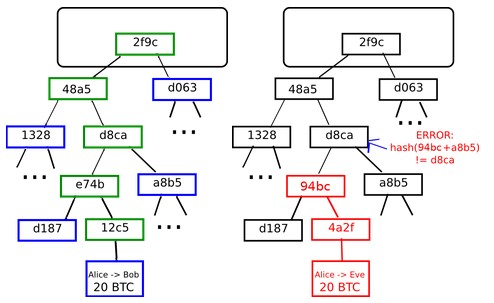 2f9c
48a5
d063
1328
d8ca
...
...
e74b
a8b5
d187
12c5
...
Alice -> Bob
20 BTC
2f9c
48a5
d063
1328
d8ca
...
ERROR:
hash(94bc+a8b5)
!= d8ca
...
94bc
a8b5
d187
4a2f
...
Alice -> Eve
20 BTC